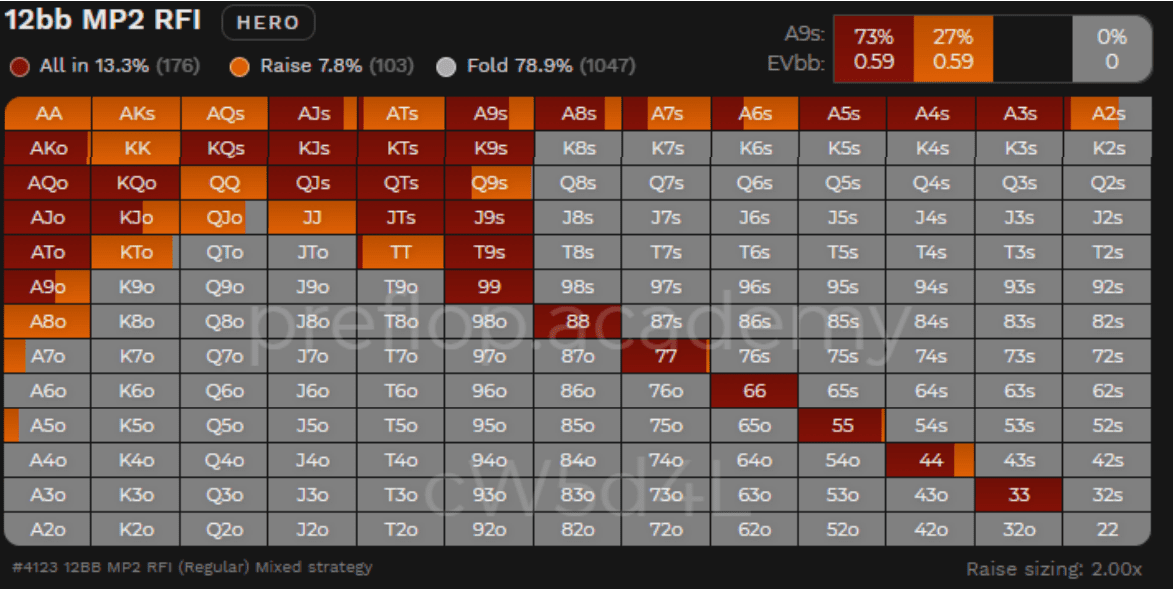 12bb MP2 RFI HERO
All in 13.3% (176) Raise 7.8% (103) Fold 78.9% (1047)
A9s: 73% 27% 0%
EVbb: 0.59 0.59 0
AA AKs AQs AJs ATs A9s A8s A7s A6s A5s A4s A3s A2s
AKo KK KQs KJs KTs K9s K8s K7s K6s K5s K4s K3s K2s
AQo KQo QQ QJs QTs Q9s Q8s Q7s Q6s Q5s Q4s Q3s Q2s
AJo KJo QJo JJ JTs J9s J8s J7s J6s J5s J4s J3s J2s
ATo KTo QTo JTo TT T9s T8s T7s T6s T5s T4s T3s T2s
A9o K9o Q9o J9o T9o 99 98s 97s 96s 95s 94s 93s 92s
A8o K8o Q8o J8o T8o 98o 88 87s 86s 85s 84s 83s 82s
preflop.academy
A7o K7o Q7o J7o T7o 97o 87o 77 76s 75s 74s 73s 72s
A6o K6o Q6o J6o T6o 96o 86o 76o 66 65s 64s 63s 62s
A5o K5o Q5o J5o T5o 95o 85o 75o 65o 55 54s 53s 52s
A4o K4o Q4o J4o T4o 94o 84o 74o 64o 54o 44 43s 42s
A3o K3o Q3o J3o T3o 93o 83o 73o 63o 53o 43o 33 32s
cW5d4L
A2o K2o Q2o J2o T2o 92o 82o 72o 62o 52o 42o 32o 22
#4123 12BB MP2 RFI (Regular) Mixed strategy
Raise sizing: 2.00x